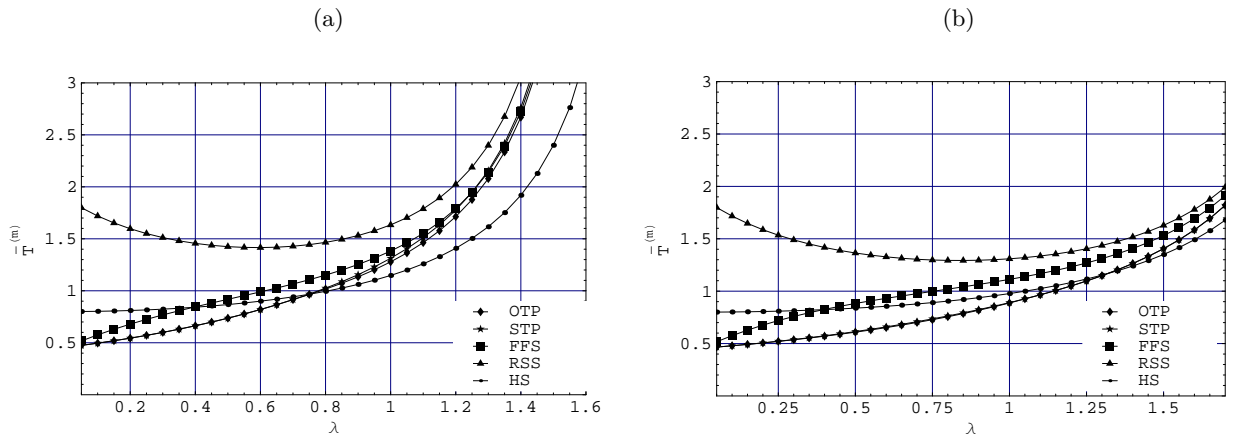 (a)
3
2.5
2
1.5
1
0.5
T̄ (m)
OTP
STP
FFS
RSS
HS
0.2 0.4 0.6 0.8 1 1.2 1.4 1.6
λ
(b)
3
2.5
2
1.5
1
0.5
T̄ (m)
OTP
STP
FFS
RSS
HS
0.25 0.5 0.75 1 1.25 1.5
λ